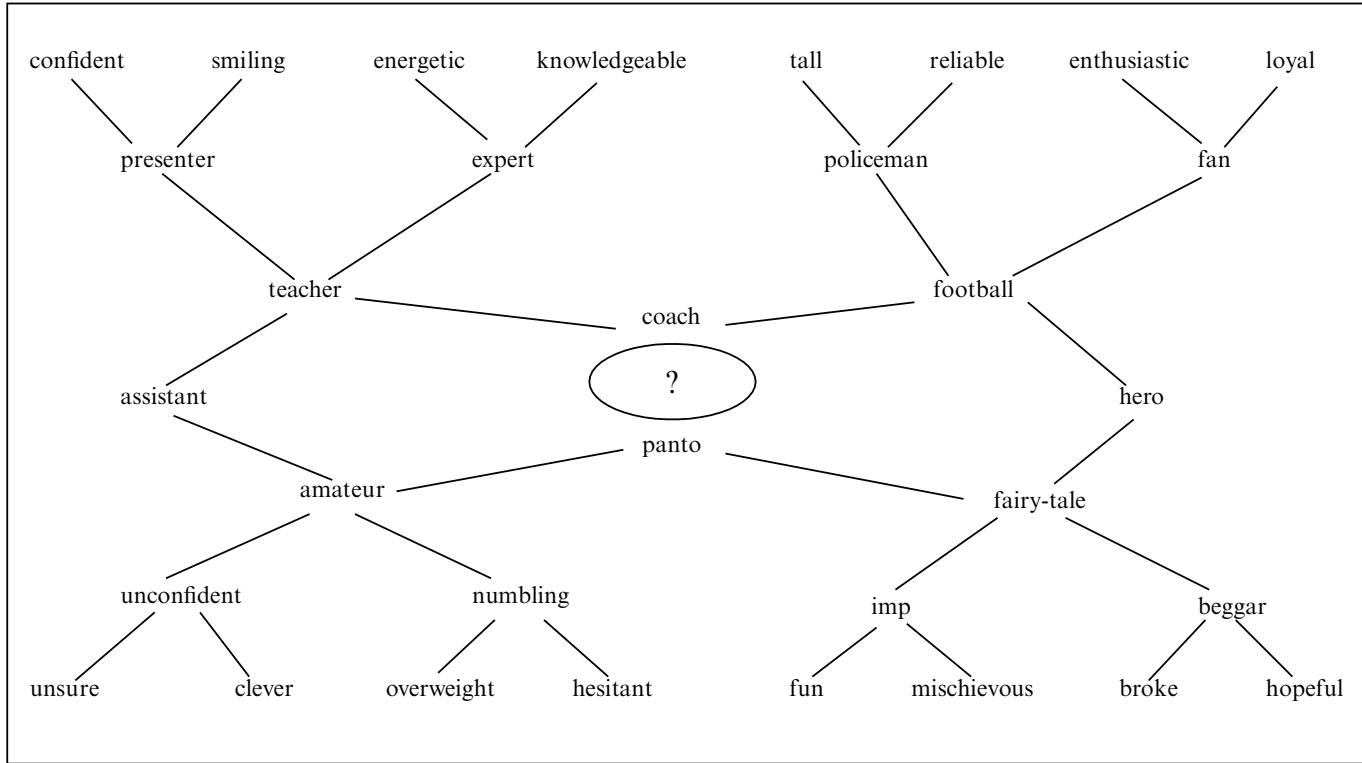 confident smiling energetic knowledgeable tall reliable enthusiastic loyal
presenter expert policeman fan
teacher football
coach
?
assistant hero
panto
amateur fairy-tale
unconfident numbling imp beggar
unsure clever overweight hesitant fun mischievous broke hopeful